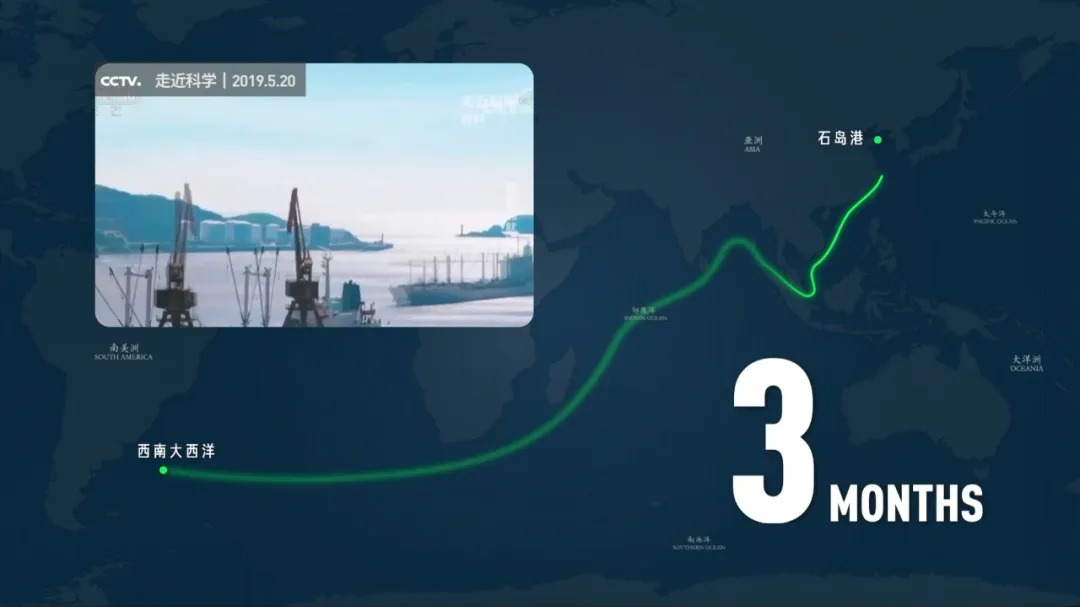 CCTV. 走近科学 | 2019.5.20
亚洲
ASIA
石岛港
太平洋
PACIFIC OCEAN
印度洋
INDIAN OCEAN
南美洲
SOUTH AMERICA
大洋洲
OCEANIA
西南大西洋
3 MONTHS
南海洋
SOUTHERN OCEAN